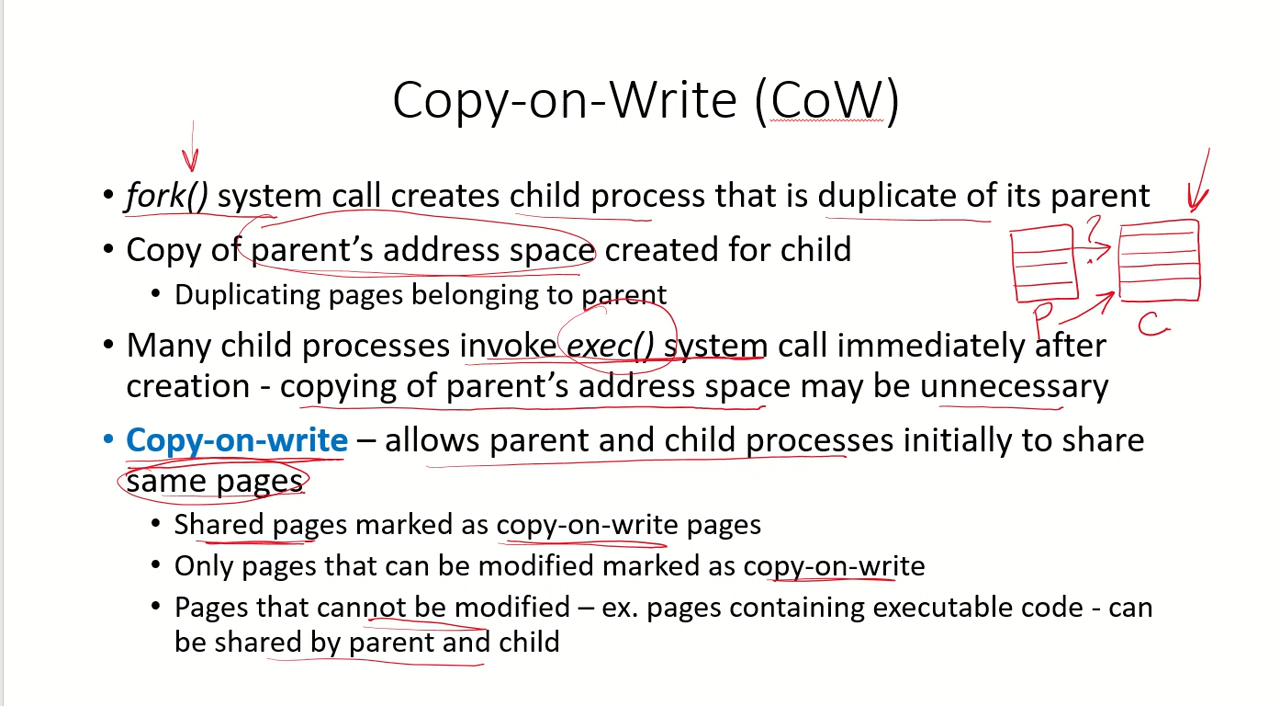 Copy-on-Write (CoW)
• fork() system call creates child process that is duplicate of its parent
• Copy of parent's address space created for child
• Duplicating pages belonging to parent
? 
P
C
• Many child processes invoke exec() system call immediately after
creation - copying of parent's address space may be unnecessary
• Copy-on-write – allows parent and child processes initially to share
same pages
• Shared pages marked as copy-on-write pages
• Only pages that can be modified marked as copy-on-write
• Pages that cannot be modified – ex. pages containing executable code - can
be shared by parent and child